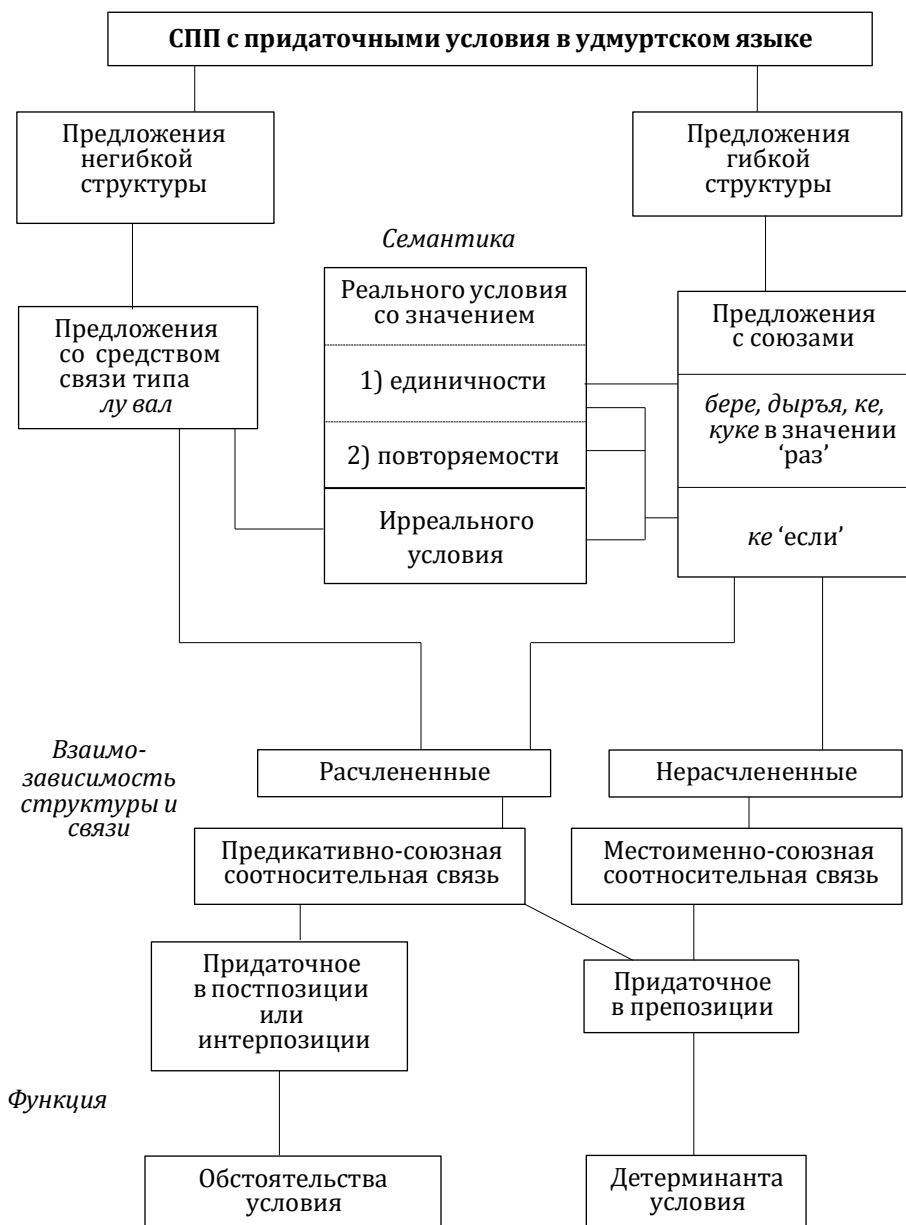 СПП с придаточными условия в удмуртском языке
Предложения
негибкой
структуры
Предложения
гибкой
структуры
Семантика
Предложения
со средством
связи типа
лу вал
Реального условия
со значением
1) единичности
2) повторяемости
Ирреального
условия
Предложения
с союзами
бере, дыръя, ке,
куке в значении
‘раз’
ке ‘если’
Взаимо-
зависимость
структуры и
связи
Расчлененные
Нерасчлененные
Предикативно-союзная
соотносительная связь
Местоименно-союзная
соотносительная связь
Придаточное
в постпозиции
или
интерпозиции
Придаточное
в препозиции
Функция
Обстоятельства
условия
Детерминанта
условия